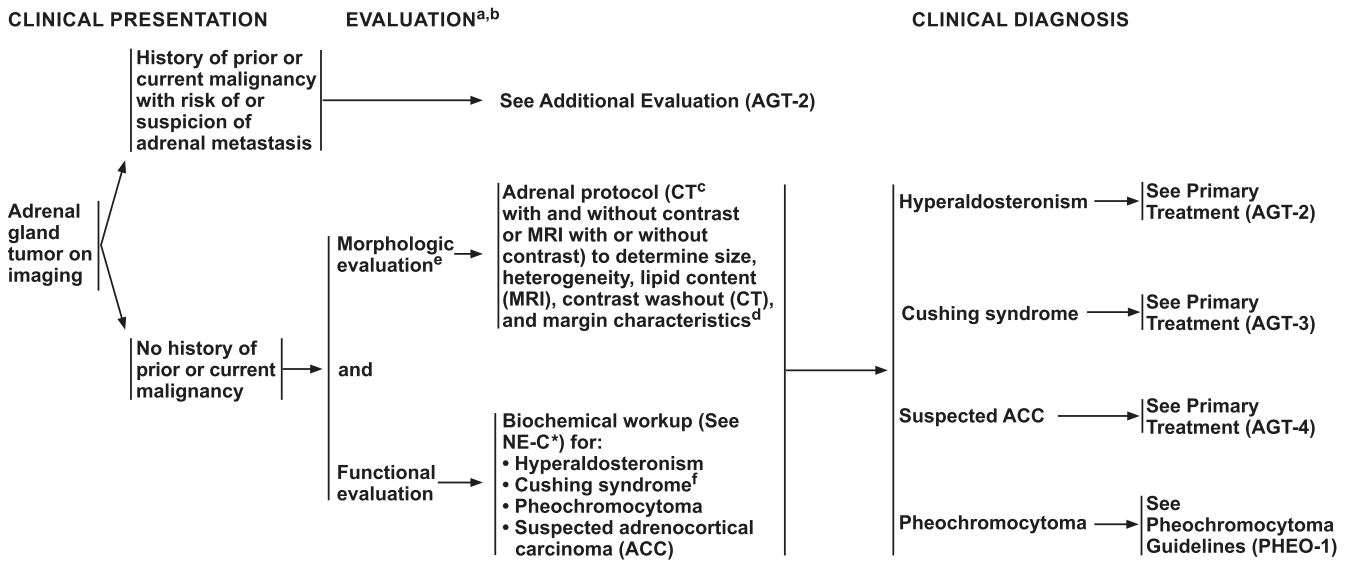 CLINICAL PRESENTATION
EVALUATIONa,b
CLINICAL DIAGNOSIS
History of prior or
current malignancy
with risk of or
suspicion of
adrenal metastasis
See Additional Evaluation (AGT-2)
Adrenal
gland
tumor on
imaging
No history of
prior or current
malignancy
Morphologic
evaluatione
and
Functional
evaluation
Adrenal protocol (CTc
with and without contrast
or MRI with or without
contrast) to determine size,
heterogeneity, lipid content
(MRI), contrast washout (CT),
and margin characteristicsd
Biochemical workup (See
NE-C*) for:
• Hyperaldosteronism
• Cushing syndromef
• Pheochromocytoma
• Suspected adrenocortical
carcinoma (ACC)
Hyperaldosteronism
See Primary
Treatment (AGT-2)
Cushing syndrome
See Primary
Treatment (AGT-3)
Suspected ACC
See Primary
Treatment (AGT-4)
Pheochromocytoma
See
Pheochromocytoma
Guidelines (PHEO-1)